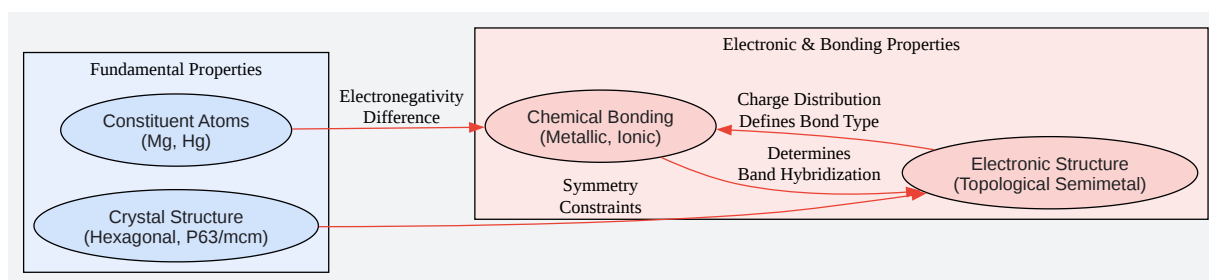 Fundamental Properties
Constituent Atoms
(Mg, Hg)
Crystal Structure
(Hexagonal, P63/mcm)
Electronegativity
Difference
Symmetry
Constraints
Electronic & Bonding Properties
Chemical Bonding
(Metallic, Ionic)
Charge Distribution
Defines Bond Type
Determines
Band Hybridization
Electronic Structure
(Topological Semimetal)